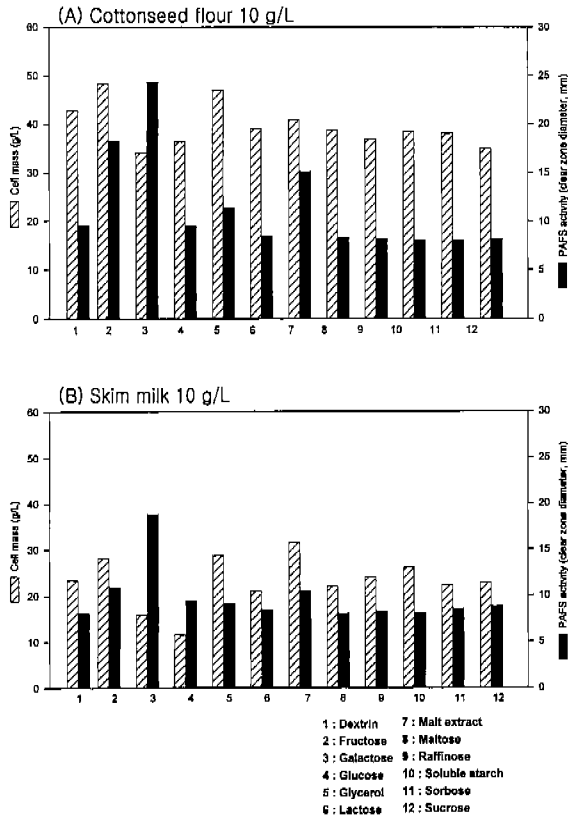 (A) Cottonseed flour 10 g/L
60
50
40
30
20
10
0
Cell mass (g/L)
30
25
20
15
10
5
0
PAFS activity (clear zone diameter, mm)
1 2 3 4 5 6 7 8 9 10 11 12
(B) Skim milk 10 g/L
60
50
40
30
20
10
0
Cell mass (g/L)
30
25
20
15
10
5
0
PAFS activity (clear zone diameter, mm)
1 2 3 4 5 6 7 8 9 10 11 12
1 : Dextrin 7 : Malt extract
2 : Fructose 8 : Maltose
3 : Galactose 9 : Raffinose
4 : Glucose 10 : Soluble starch
5 : Glycerol 11 : Sorbose
6 : Lactose 12 : Sucrose